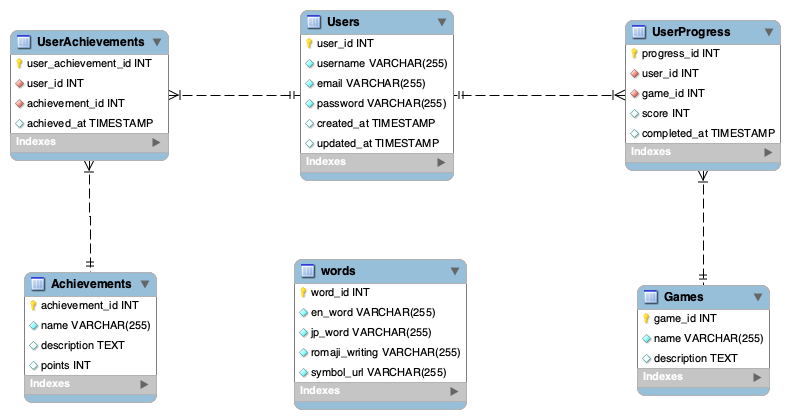 UserAchievements
user_achievement_id INT
user_id INT
achievement_id INT
achieved_at TIMESTAMP
Indexes
Users
user_id INT
username VARCHAR(255)
email VARCHAR(255)
password VARCHAR(255)
created_at TIMESTAMP
updated_at TIMESTAMP
Indexes
UserProgress
progress_id INT
user_id INT
game_id INT
score INT
completed_at TIMESTAMP
Indexes
Achievements
achievement_id INT
name VARCHAR(255)
description TEXT
points INT
Indexes
words
word_id INT
en_word VARCHAR(255)
jp_word VARCHAR(255)
romaji_writing VARCHAR(255)
symbol_url VARCHAR(255)
Indexes
Games
game_id INT
name VARCHAR(255)
description TEXT
Indexes